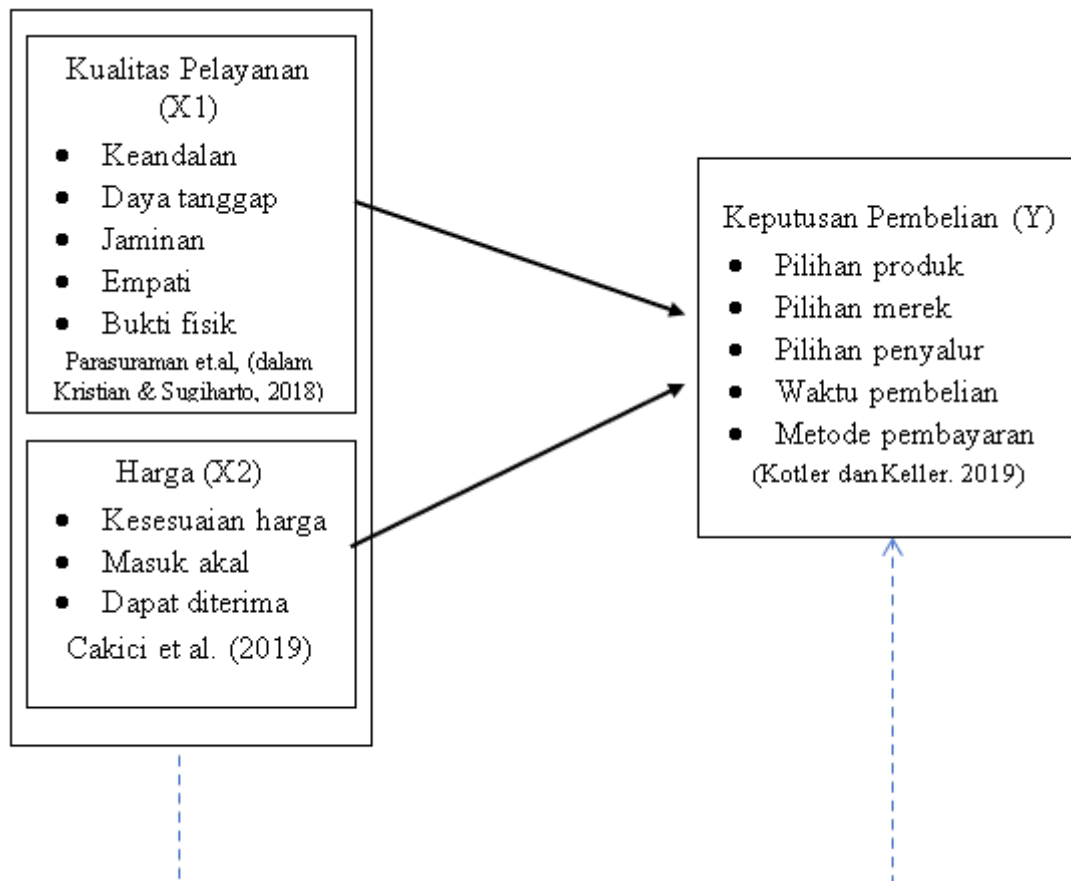 Kualitas Pelayanan
(X1)
● Keandalan
● Daya tanggap
● Jaminan
● Empati
● Bukti fisik
Parasuraman et.al, (dalam
Kristian & Sugiharto, 2018)
Harga (X2)
● Kesesuaian harga
● Masuk akal
● Dapat diterima
Cakici et al. (2019)
Keputusan Pembelian (Y)
● Pilihan produk
● Pilihan merek
● Pilihan penyalur
● Waktu pembelian
● Metode pembayaran
(Kotler dan Keller. 2019)